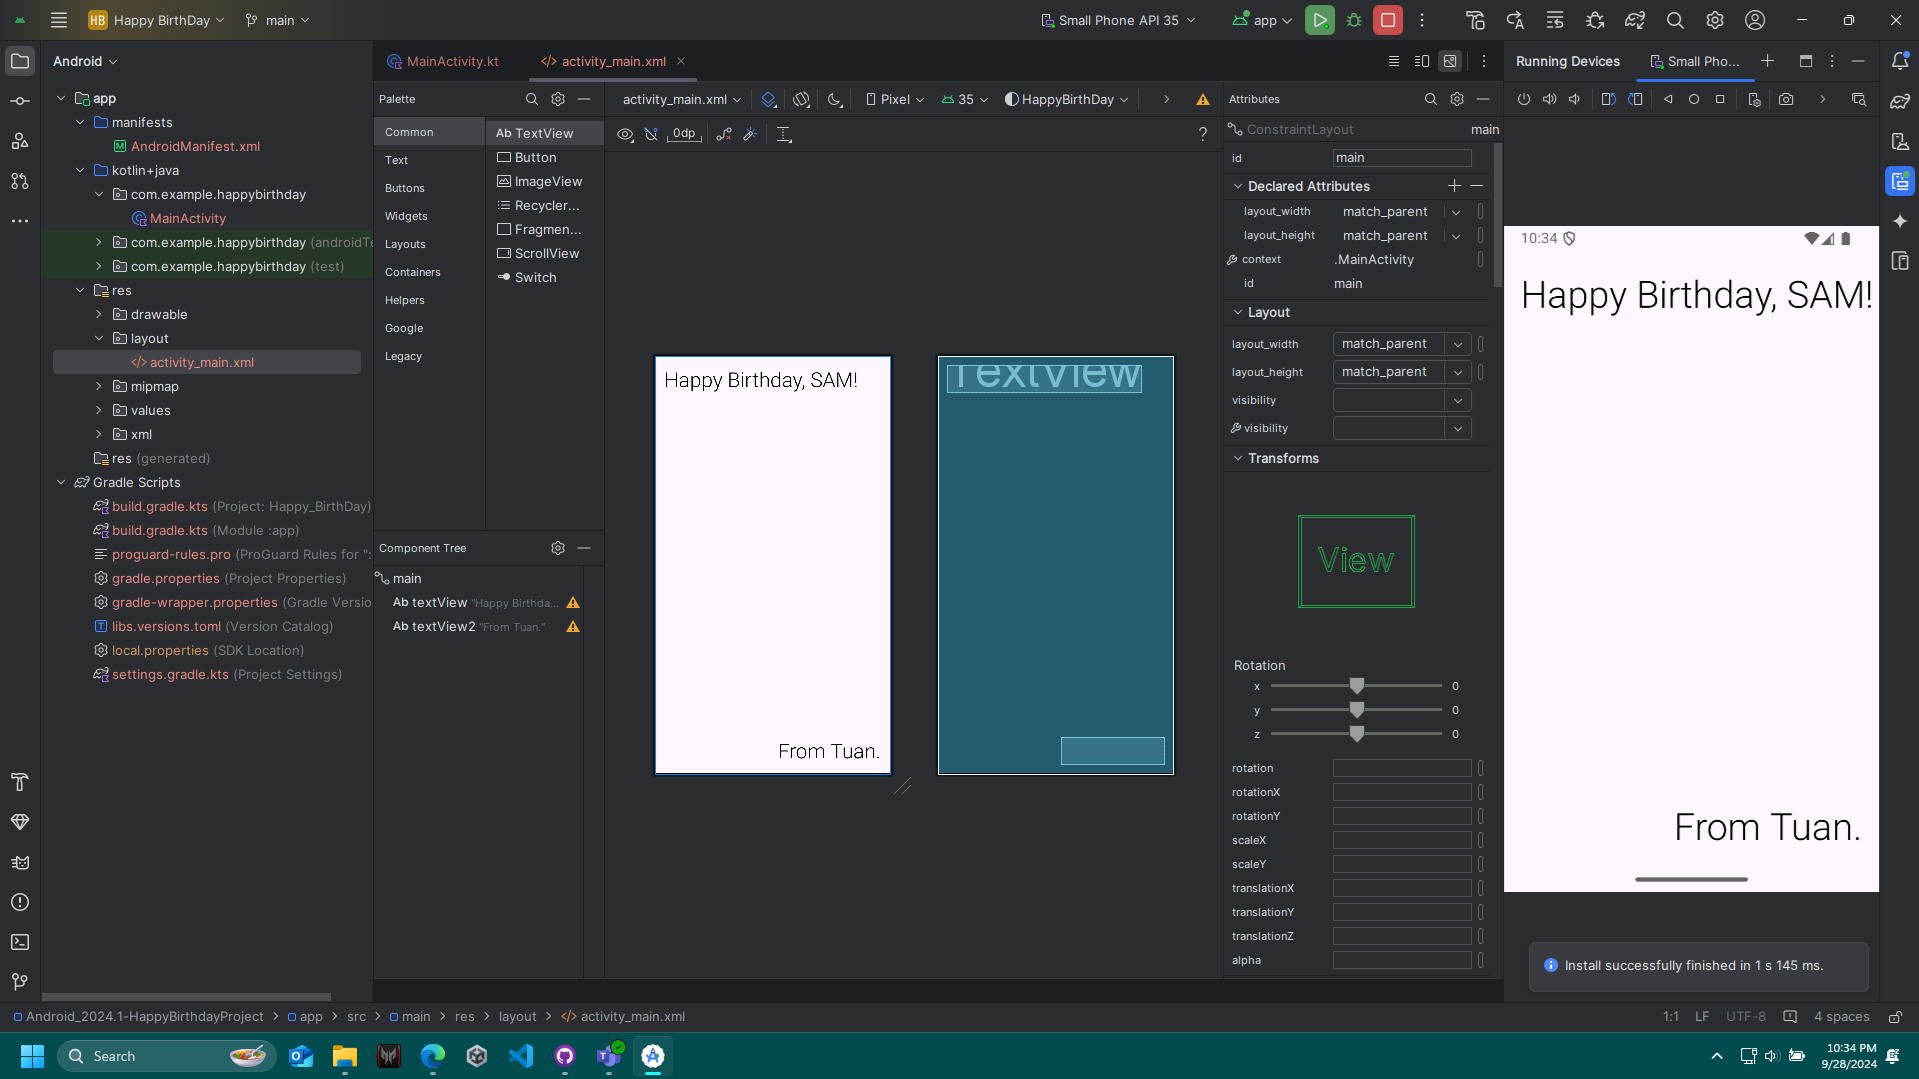 HB Happy BirthDay main Small Phone API 35 app
Android
app
manifests
AndroidManifest.xml
kotlin+java
com.example.happybirthday
MainActivity
com.example.happybirthday (androidTe
com.example.happybirthday (test)
res
drawable
layout
activity_main.xml
mipmap
values
xml
res (generated)
Gradle Scripts
build.gradle.kts (Project: Happy_BirthDay)
build.gradle.kts (Module :app)
proguard-rules.pro (ProGuard Rules for ":
gradle.properties (Project Properties)
gradle-wrapper.properties (Gradle Versio
libs.versions.toml (Version Catalog)
local.properties (SDK Location)
settings.gradle.kts (Project Settings)
MainActivity.kt activity_main.xml
Palette
Common
Text
Buttons
Widgets
Layouts
Containers
Helpers
Google
Legacy
Ab TextView
Button
ImageView
Recycler...
Fragmen...
ScrollView
Switch
Component Tree
main
Ab textView "Happy Birthda...
Ab textView2 "From Tuan."
activity_main.xml Pixel 35 HappyBirthDay
0dp ?
Happy Birthday, SAM!
From Tuan.
TextView
Attributes
ConstraintLayout main
id main
Declared Attributes
layout_width match_parent
layout_height match_parent
context .MainActivity
id main
Layout
layout_width match_parent
layout_height match_parent
visibility
visibility
Transforms
View
Rotation
x 0
y 0
z 0
rotation
rotationX
rotationY
scaleX
scaleY
translationX
translationY
translationZ
alpha
Running Devices Small Pho...
10:34
Happy Birthday, SAM!
From Tuan.
Install successfully finished in 1 s 145 ms.
Android_2024.1-HappyBirthdayProject app src main res layout activity_main.xml
1:1 LF UTF-8 4 spaces
Search
10:34 PM
9/28/2024